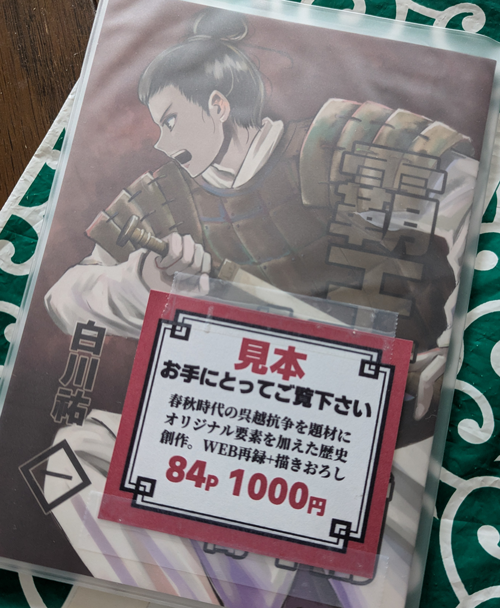 覇王
白川祐
一
見本
お手にとってご覧下さい
春秋時代の呉越抗争を題材に
オリジナル要素を加えた歴史
創作。WEB再録+描きおろし
84P 1000円